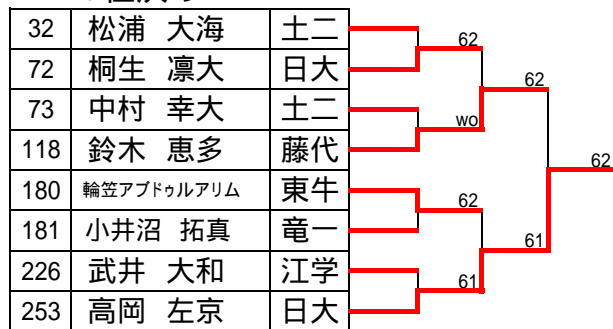 32 松浦 大海 土二
72 桐生 凛大 日大
73 中村 幸大 土二
118 鈴木 恵多 藤代
180 輪笠アブドゥルアリム 東牛
181 小井沼 拓真 竜一
226 武井 大和 江学
253 高岡 左京 日大
62
wo
62
61
62
61
62